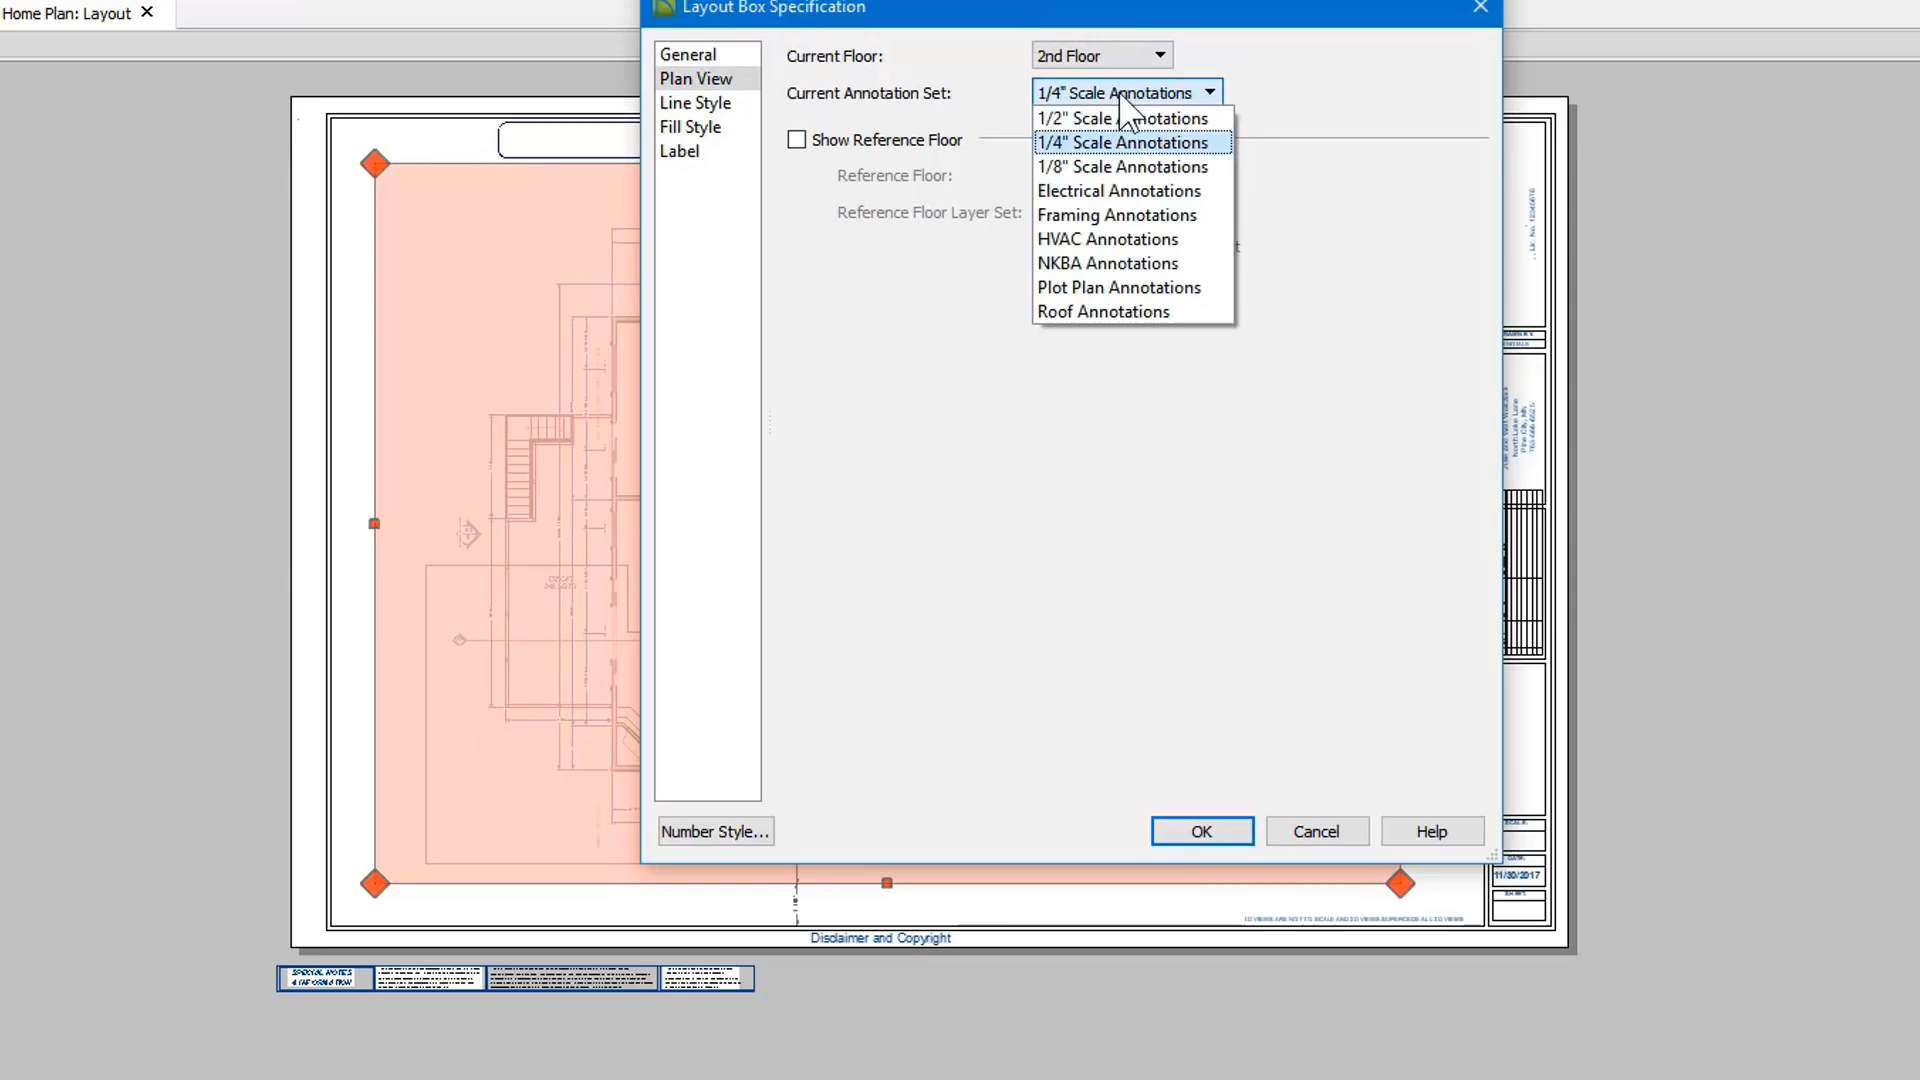 Home Plan: Layout
Layout Box Specification
General
Plan View
Line Style
Fill Style
Label
Current Floor:
2nd Floor
Current Annotation Set:
1/4" Scale Annotations
1/2" Scale Annotations
1/4" Scale Annotations
1/8" Scale Annotations
Electrical Annotations
Framing Annotations
HVAC Annotations
NKBA Annotations
Plot Plan Annotations
Roof Annotations
Show Reference Floor
Reference Floor:
Reference Floor Layer Set:
Number Style...
OK
Cancel
Help
11/30/2017
Disclaimer and Copyright
SPECIAL NOTES
& INFORMATION